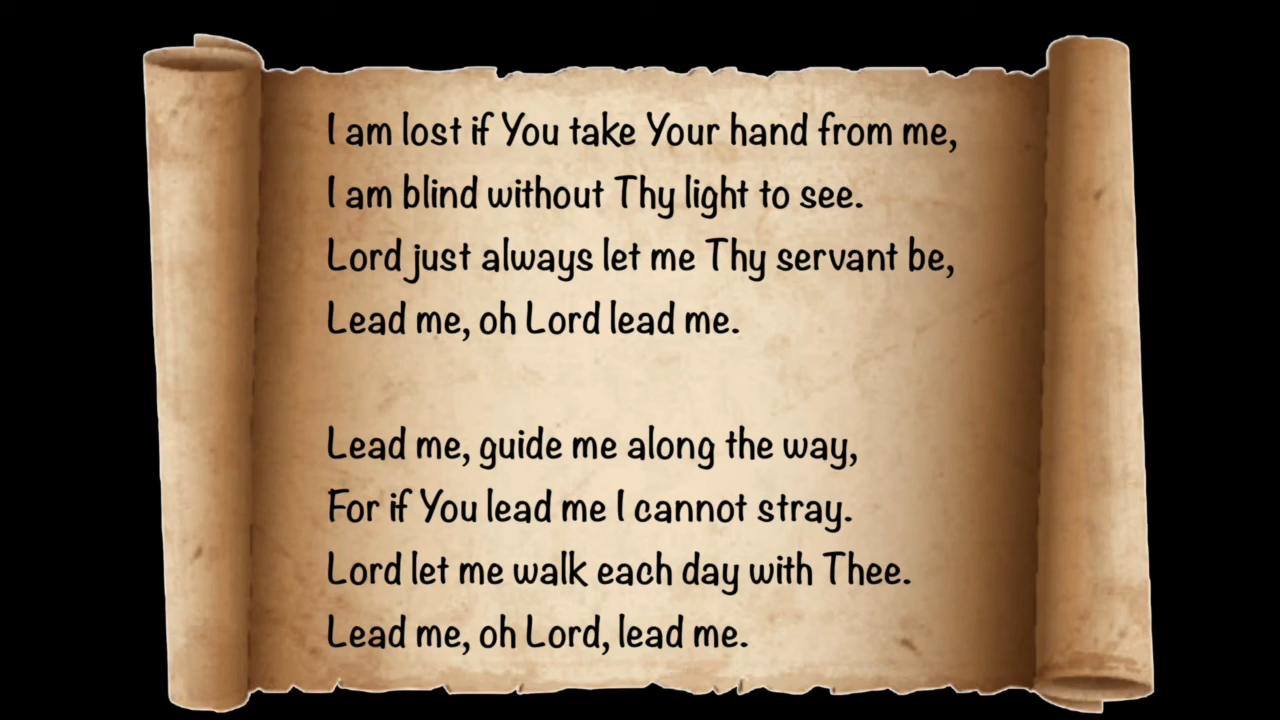 I am lost if You take Your hand from me,
I am blind without Thy light to see.
Lord just always let me Thy servant be,
Lead me, oh Lord lead me.
Lead me, guide me along the way,
For if You lead me I cannot stray.
Lord let me walk each day with Thee.
Lead me, oh Lord, lead me.